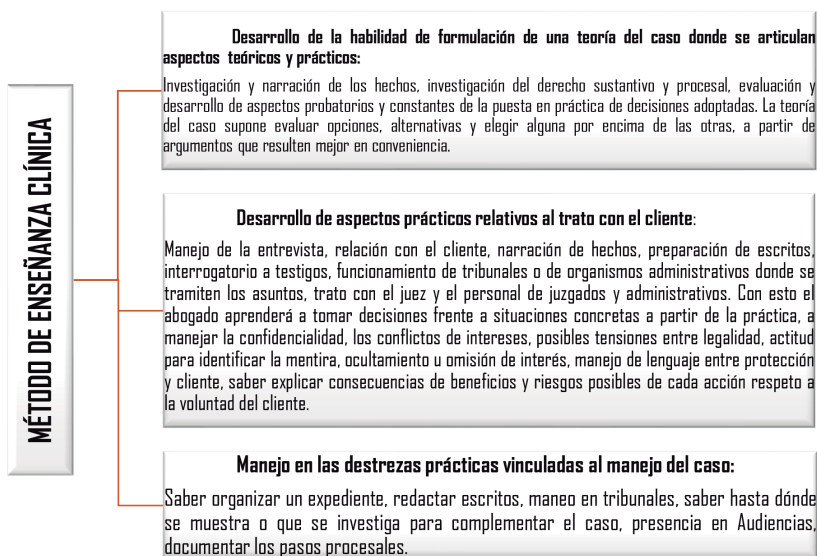 MÉTODO DE ENSEÑANZA CLÍNICA
Desarrollo de la habilidad de formulación de una teoría del caso donde se articulan
aspectos teóricos y prácticos:
Investigación y narración de los hechos, investigación del derecho sustantivo y procesal, evaluación y
desarrollo de aspectos probatorios y constantes de la puesta en práctica de decisiones adoptadas. La teoría
del caso supone evaluar opciones, alternativas y elegir alguna por encima de las otras, a partir de
argumentos que resulten mejor en conveniencia.
Desarrollo de aspectos prácticos relativos al trato con el cliente:
Manejo de la entrevista, relación con el cliente, narración de hechos, preparación de escritos,
interrogatorio a testigos, funcionamiento de tribunales o de organismos administrativos donde se
tramiten los asuntos, trato con el juez y el personal de juzgados y administrativos. Con esto el
abogado aprenderá a tomar decisiones frente a situaciones concretas a partir de la práctica, a
manejar la confidencialidad, los conflictos de intereses, posibles tensiones entre legalidad, actitud
para identificar la mentira, ocultamiento u omisión de interés, manejo de lenguaje entre protección
y cliente, saber explicar consecuencias de beneficios y riesgos posibles de cada acción respeto a
la voluntad del cliente.
Manejo en las destrezas prácticas vinculadas al manejo del caso:
Saber organizar un expediente, redactar escritos, maneo en tribunales, saber hasta dónde
se muestra o que se investiga para complementar el caso, presencia en Audiencias,
documentar los pasos procesales.